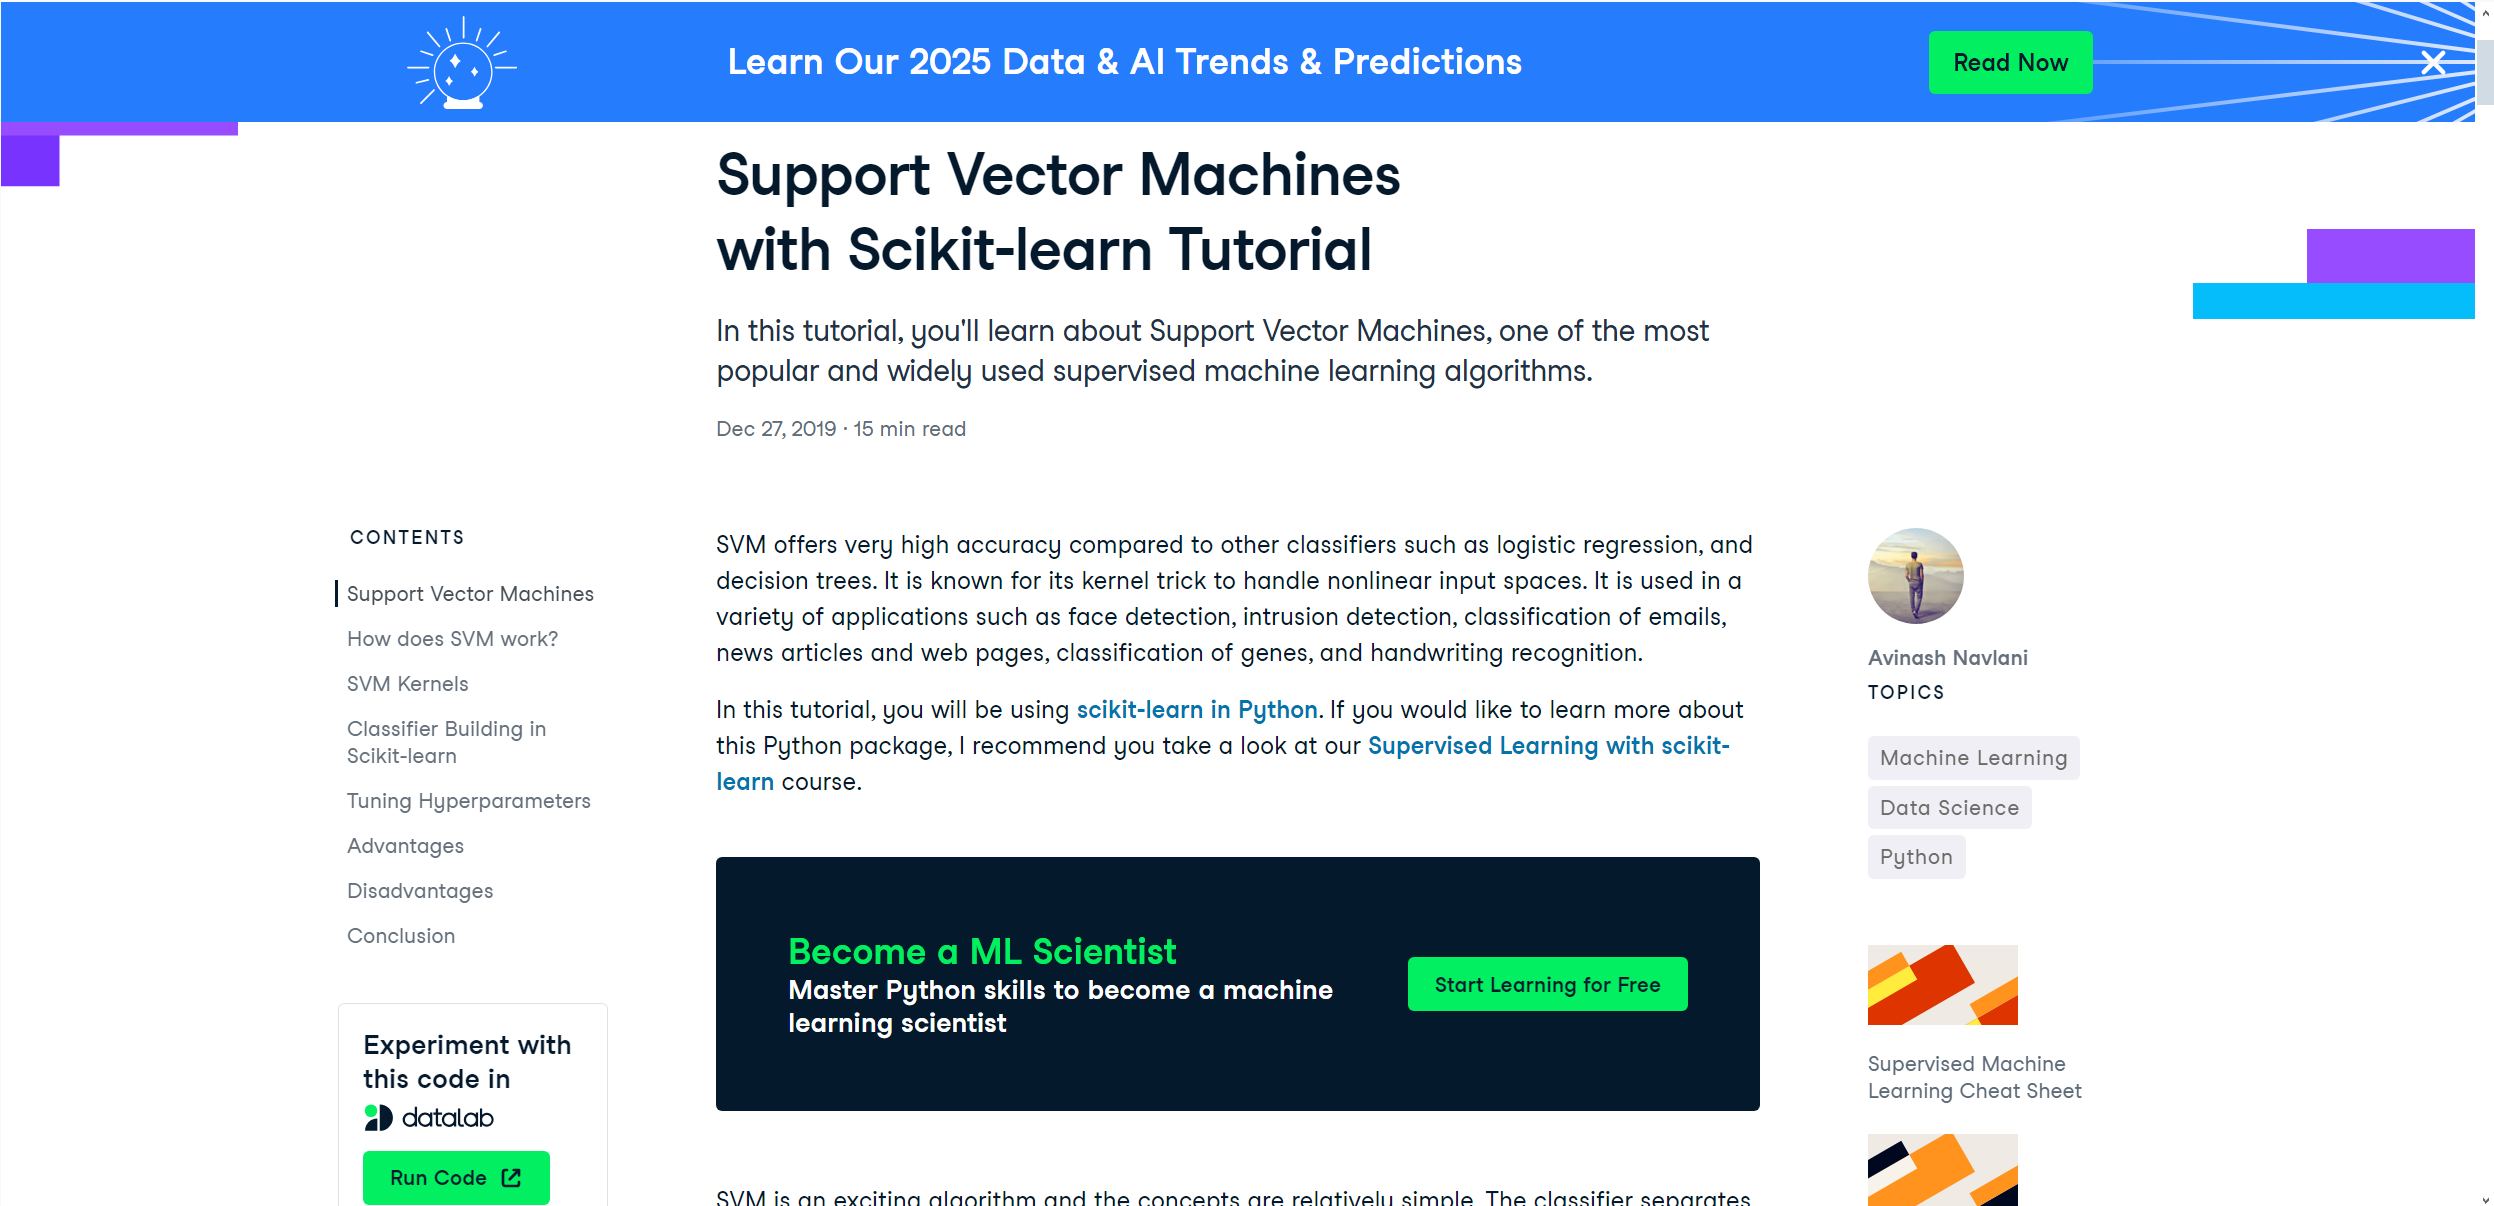 Learn Our 2025 Data & AI Trends & Predictions
Read Now
Support Vector Machines
with Scikit-learn Tutorial
In this tutorial, you'll learn about Support Vector Machines, one of the most
popular and widely used supervised machine learning algorithms.
Dec 27, 2019 · 15 min read
CONTENTS
Support Vector Machines
How does SVM work?
SVM Kernels
Classifier Building in
Scikit-learn
Tuning Hyperparameters
Advantages
Disadvantages
Conclusion
Experiment with
this code in
datalab
Run Code
SVM offers very high accuracy compared to other classifiers such as logistic regression, and
decision trees. It is known for its kernel trick to handle nonlinear input spaces. It is used in a
variety of applications such as face detection, intrusion detection, classification of emails,
news articles and web pages, classification of genes, and handwriting recognition.
In this tutorial, you will be using scikit-learn in Python. If you would like to learn more about
this Python package, I recommend you take a look at our Supervised Learning with scikit-
learn course.
Become a ML Scientist
Master Python skills to become a machine
learning scientist
Start Learning for Free
SVM is an exciting algorithm and the concepts are relatively simple. The classifier separates
Avinash Navlani
TOPICS
Machine Learning
Data Science
Python
Supervised Machine
Learning Cheat Sheet